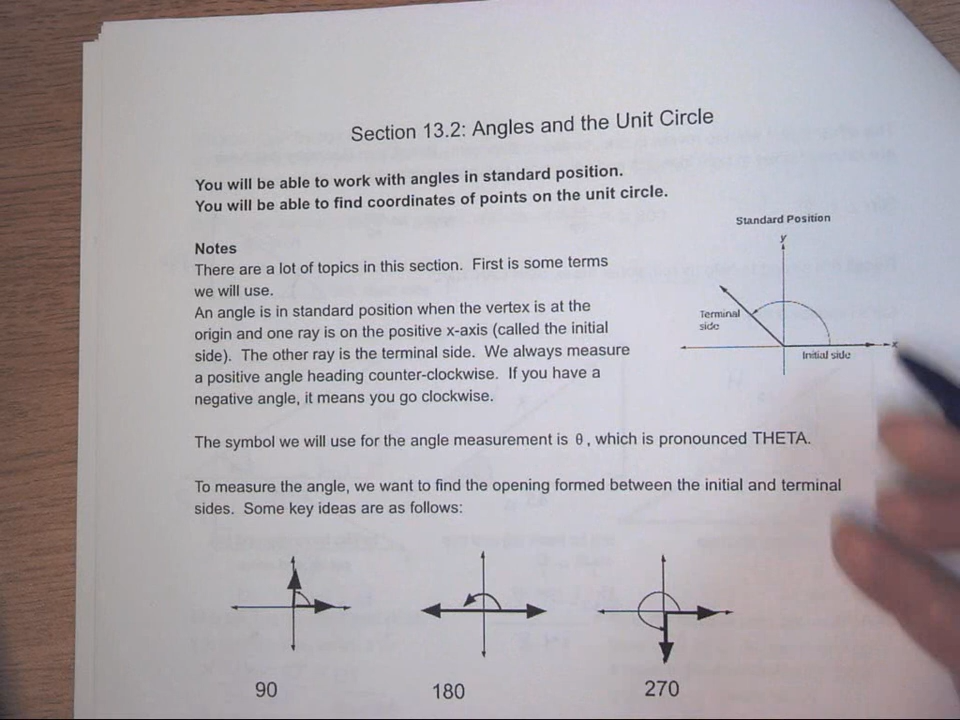 Section 13.2: Angles and the Unit Circle
You will be able to work with angles in standard position.
You will be able to find coordinates of points on the unit circle.
Standard Position
Notes
There are a lot of topics in this section. First is some terms
we will use.
An angle is in standard position when the vertex is at the
origin and one ray is on the positive x-axis (called the initial
side). The other ray is the terminal side. We always measure
a positive angle heading counter-clockwise. If you have a
negative angle, it means you go clockwise.
y
Terminal
side
x
Initial side
The symbol we will use for the angle measurement is θ, which is pronounced THETA.
To measure the angle, we want to find the opening formed between the initial and terminal
sides. Some key ideas are as follows:
90
180
270